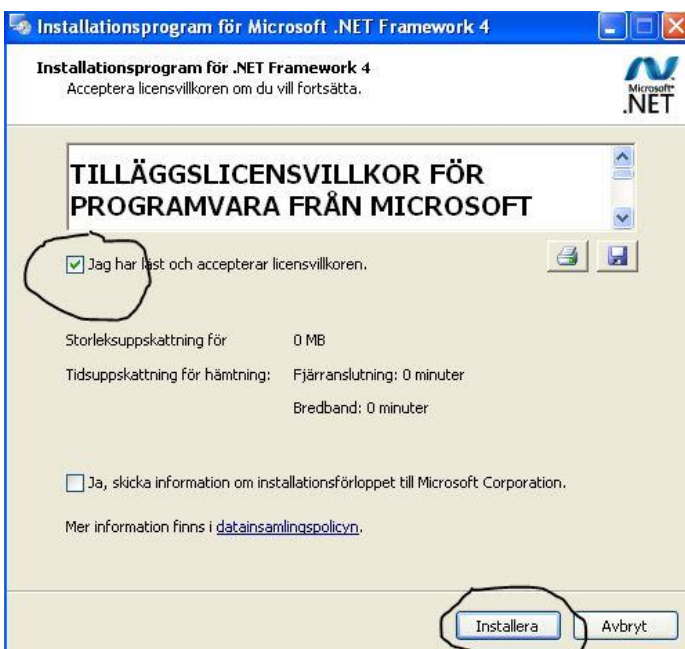 Installationsprogram för Microsoft .NET Framework 4
Installationsprogram för .NET Framework 4
Acceptera licensvillkoren om du vill fortsätta.
Microsoft®
.NET
TILLÄGGSLICENSVILLKOR FÖR
PROGRAMVARA FRÅN MICROSOFT
Jag har läst och accepterar licensvillkoren.
Storleksuppskattning för 0 MB
Tidsuppskattning för hämtning: Fjärranslutning: 0 minuter
Bredband: 0 minuter
Ja, skicka information om installationsförloppet till Microsoft Corporation.
Mer information finns i datainsamlingspolicyn.
Installera Avbryt